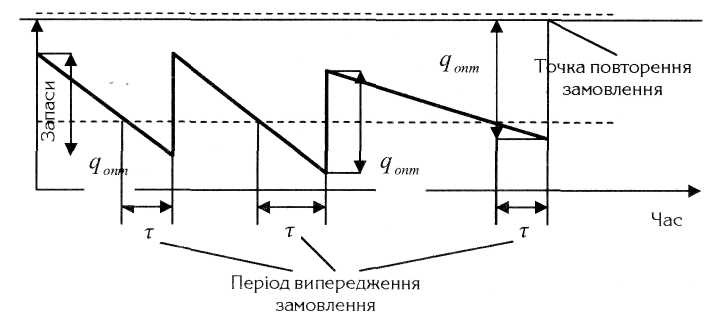 q опт
Точка повторення
замовлення
Запаси
q опт
q опт
Час
τ
τ
τ
Період випередження
замовлення